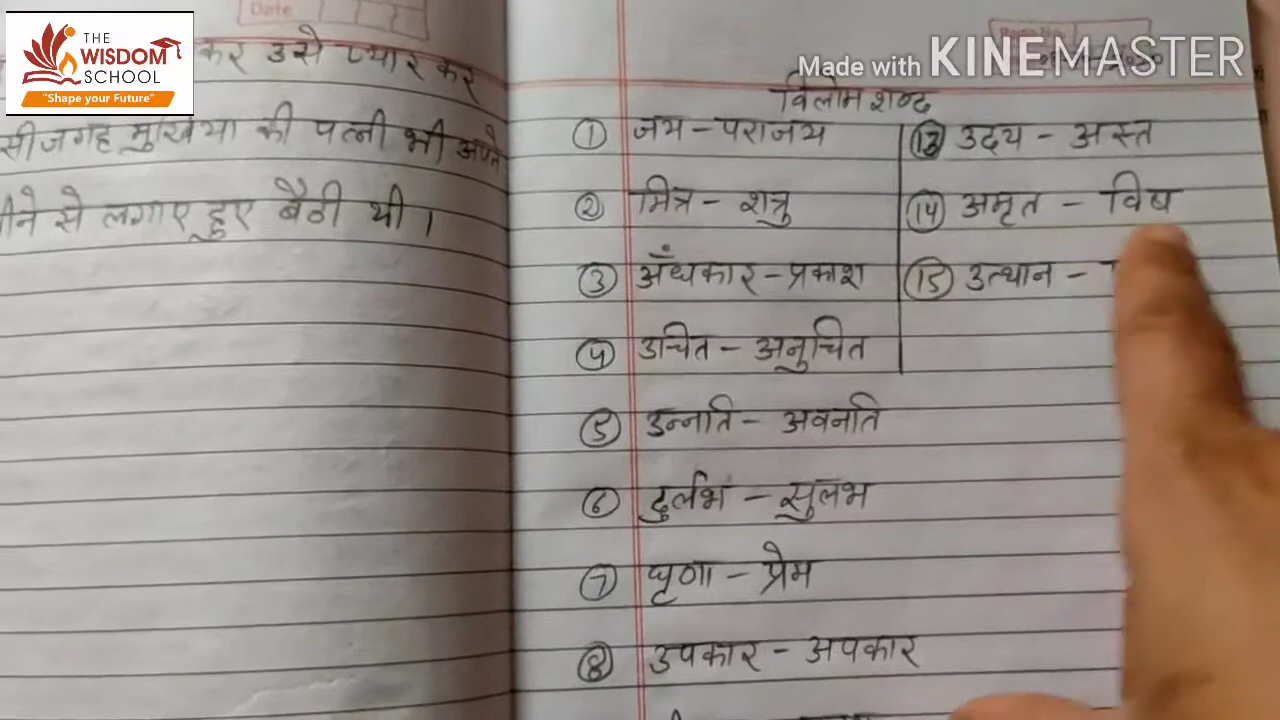 THE
WISDOM
SCHOOL
"Shape your Future"
Made with KINEMASTER
Date
कर उसे प्यार कर
सीजगह मुखिया की पत्नी भी अपने
से लगाए हुए बैठी थी।
विलोम शब्द
① जय – पराजय
② मित्र – शत्रु
③ अँधकार – प्रकाश
④ उचित – अनुचित
⑤ उन्नति – अवनति
⑥ दुर्लभ – सुलभ
⑦ घृणा – प्रेम
⑧ उपकार – अपकार
⑬ उदय – अस्त
⑭ अमृत – विष
⑮ उत्थान –